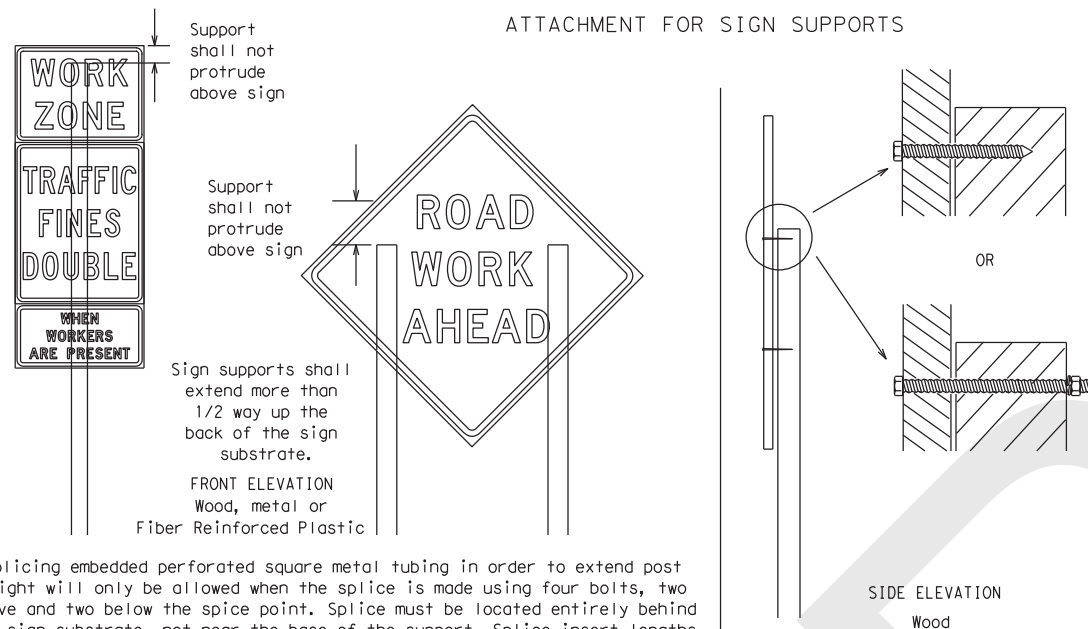 ATTACHMENT FOR SIGN SUPPORTS
Support
shall not
protrude
above sign
WORK
ZONE
TRAFFIC
FINES
DOUBLE
WHEN
WORKERS
ARE PRESENT
Support
shall not
protrude
above sign
ROAD
WORK
AHEAD
Sign supports shall
extend more than
1/2 way up the
back of the sign
substrate.
FRONT ELEVATION
Wood, metal or
Fiber Reinforced Plastic
OR
SIDE ELEVATION
Wood
plicing embedded perforated square metal tubing in order to extend post
ight will only be allowed when the splice is made using four bolts, two
ve and two below the spice point. Splice must be located entirely behind
sign substrate, not near the base of the support. Splice insert lengths